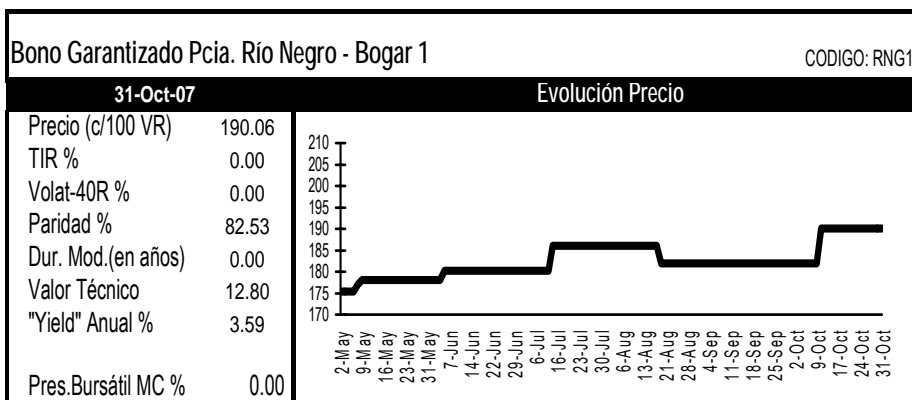 Bono Garantizado Pcia. Río Negro - Bogar 1
CODIGO: RNG1
31-Oct-07
Evolución Precio
Precio (c/100 VR) 190.06
TIR % 0.00
Volat-40R % 0.00
Paridad % 82.53
Dur. Mod.(en años) 0.00
Valor Técnico 12.80
"Yield" Anual % 3.59
Pres.Bursátil MC % 0.00
210
205
200
195
190
185
180
175
170
2-May
9-May
16-May
23-May
31-May
7-Jun
14-Jun
22-Jun
29-Jun
6-Jul
16-Jul
23-Jul
30-Jul
6-Aug
13-Aug
21-Aug
28-Aug
4-Sep
11-Sep
18-Sep
25-Sep
2-Oct
9-Oct
17-Oct
24-Oct
31-Oct